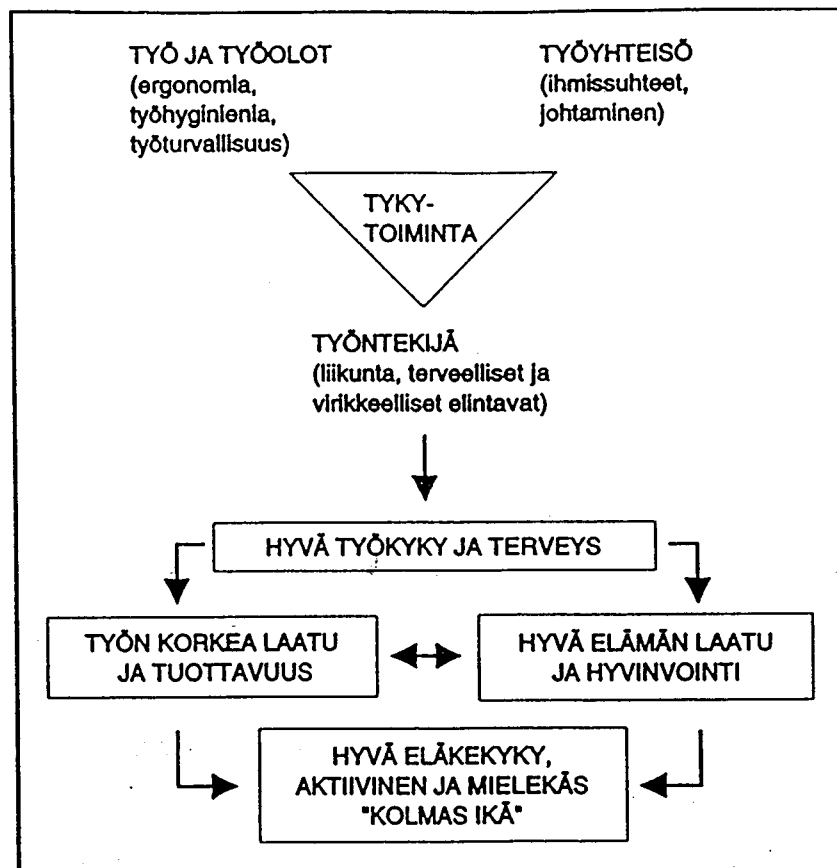 TYÖ JA TYÖOLOT
(ergonomia,
työhyginienia,
työturvallisuus)
TYÖYHTEISÖ
(ihmissuhteet,
johtaminen)
TYKY-
TOIMINTA
TYÖNTEKIJÄ
(liikunta, terveelliset ja
virikkeelliset elintavat)
HYVÄ TYÖKYKY JA TERVEYS
TYÖN KORKEA LAATU
JA TUOTTAVUUS
HYVÄ ELÄMÄN LAATU
JA HYVINVOINTI
HYVÄ ELÄKEKYKY,
AKTIIVINEN JA MIELEKÄS
"KOLMAS IKÄ"